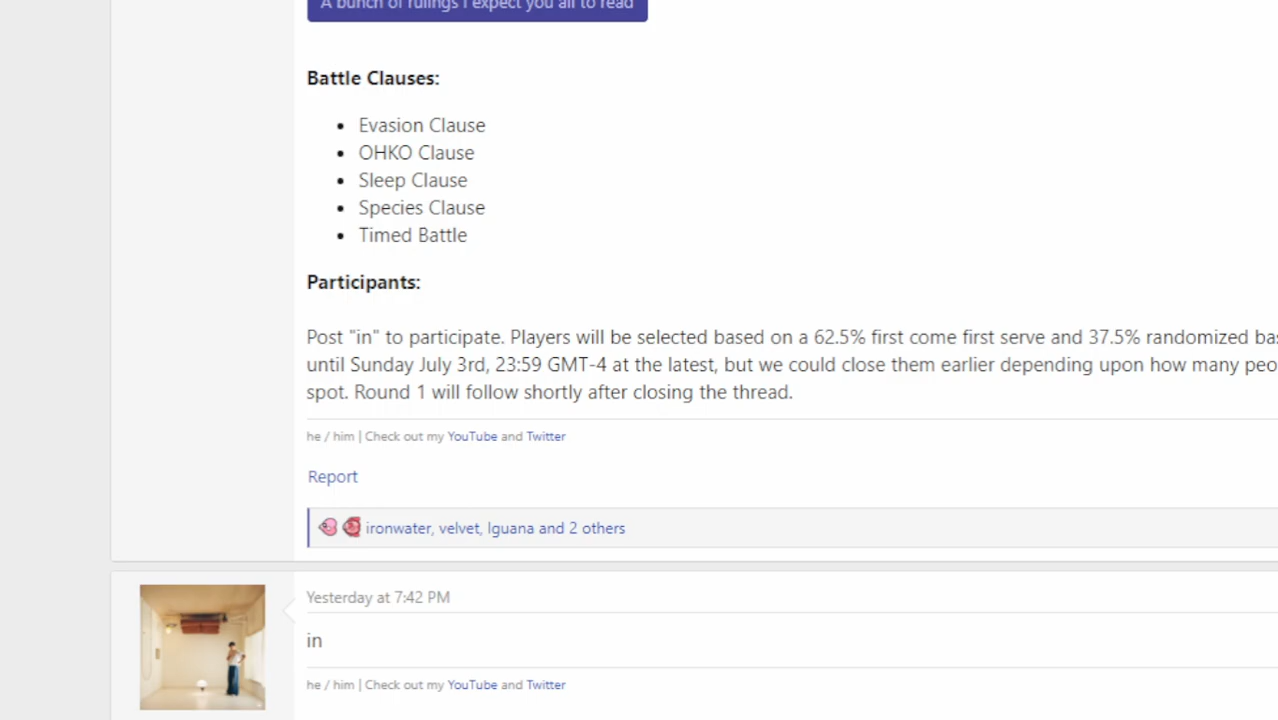 A bunch of rulings I expect you all to read
Battle Clauses:
Evasion Clause
OHKO Clause
Sleep Clause
Species Clause
Timed Battle
Participants:
Post "in" to participate. Players will be selected based on a 62.5% first come first serve and 37.5% randomized bas
until Sunday July 3rd, 23:59 GMT-4 at the latest, but we could close them earlier depending upon how many peo
spot. Round 1 will follow shortly after closing the thread.
he / him | Check out my YouTube and Twitter
Report
ironwater, velvet, Iguana and 2 others
Yesterday at 7:42 PM
in
he / him | Check out my YouTube and Twitter